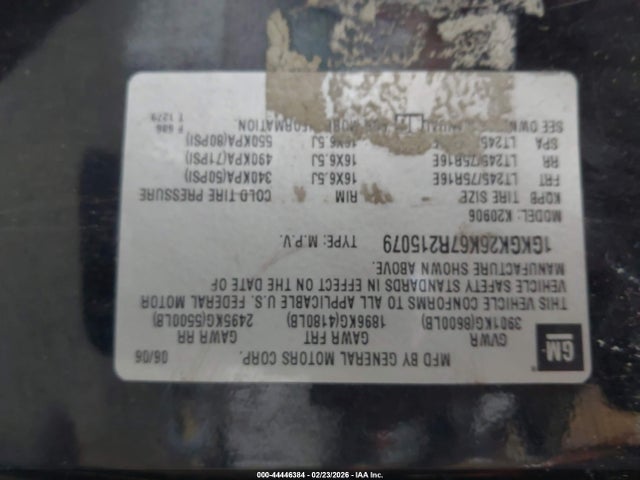 GM
MFD BY GENERAL MOTORS CORP. 06/06
GVWR GAWR FRT GAWR RR
3901KG(8600LB) 1896KG(4180LB) 2495KG(5500LB)
THIS VEHICLE CONFORMS TO ALL APPLICABLE U.S. FEDERAL MOTOR
VEHICLE SAFETY STANDARDS IN EFFECT ON THE DATE OF
MANUFACTURE SHOWN ABOVE.
1GKGK26K67R215079 TYPE: M.P.V.
MODEL: K20906
KQPB TIRE SIZE RIM COLD TIRE PRESSURE
FRT LT245/75R16E 16X6.5J 340KPA(50PSI)
RR LT245/75R16E 16X6.5J 490KPA(71PSI)
SPA LT245 16X6.5J 550KPA(80PSI)
SEE OWN INFORMATION.
T 1279
000-44446384 - 02/23/2026 - IAA Inc.